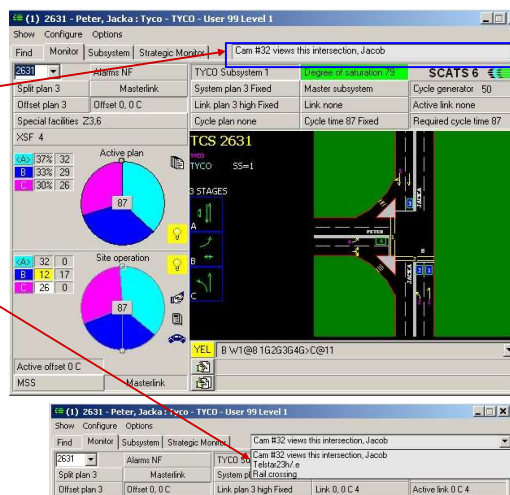 (1) 2631 - Peter, Jacka : Tyco - TYCO - User 99 Level 1
Show Configure Options
Find Monitor Subsystem Strategic Monitor Cam #32 views this intersection, Jacob
2631 Alarms NF TYCO Subsystem 1 Degree of saturation 79 SCATS 6
Split plan 3 Masterlink System plan 3 Fixed Master subsystem Cycle generator 50
Offset plan 3 Offset 0, 0 C Link plan 3 high Fixed Link none Active link none
Special facilities Z3,6 Cycle plan none Cycle time 87 Fixed Required cycle time 87
XSF 4
TCS 2631
TYCO
TYCO SS=1
3 STAGES
A
B
C
PETER
JACKA
JACKA
Active plan
<A> 37% 32
B 33% 29
C 30% 26
87
Site operation
<A> 32 0
B 12 17
C 26 0
87
Active offset 0 C
MSS Masterlink
YEL B W1@8 1G2G3G4G>C@11
(1) 2631 - Peter, Jacka : Tyco - TYCO - User 99 Level 1
Show Configure Options
Find Monitor Subsystem Strategic Monitor Cam #32 views this intersection, Jacob
Cam #32 views this intersection, Jacob
Telstar23h/.e
Rail crossing
2631 Alarms NF TYCO
Split plan 3 Masterlink System pl
Offset plan 3 Offset 0, 0 C Link plan 3 high Fixed Link 0, 0 C 4 Active link 0 C 4